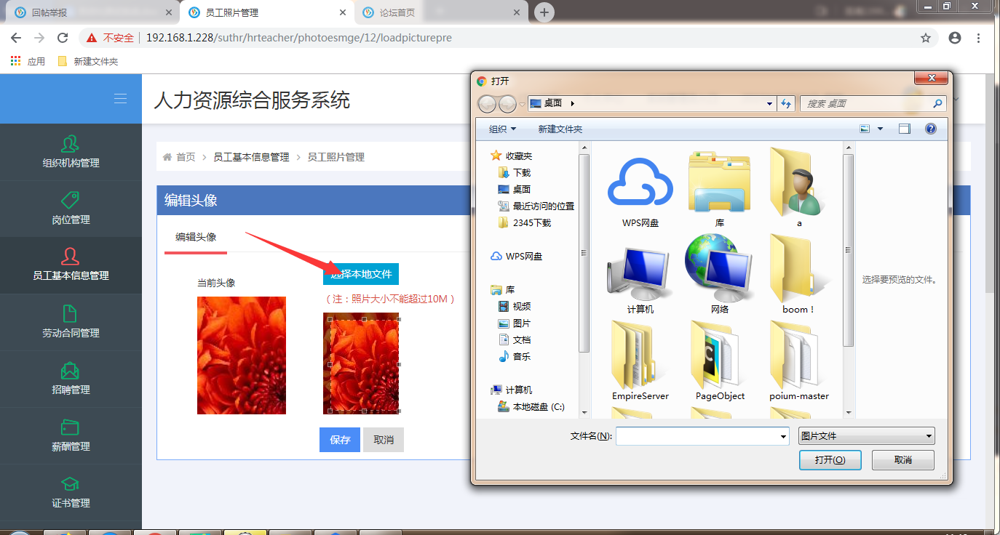 回帖举报
员工照片管理
论坛首页
不安全
192.168.1.228/suthr/hrteacher/photoesmge/12/loadpicturepre
应用
新建文件夹
人力资源综合服务系统
组织机构管理
岗位管理
员工基本信息管理
劳动合同管理
招聘管理
薪酬管理
证书管理
首页 > 员工基本信息管理 > 员工照片管理
编辑头像
编辑头像
当前头像
选择本地文件
（注：照片大小不能超过10M ）
保存
取消
打开
桌面
搜索 桌面
组织
新建文件夹
收藏夹
下载
桌面
最近访问的位置
2345下载
WPS网盘
库
视频
图片
文档
音乐
计算机
本地磁盘 (C:)
WPS网盘
库
a
计算机
网络
boom！
EmpireServer
PageObject
poium-master
选择要预览的文件。
文件名(N):
图片文件
打开(O)
取消